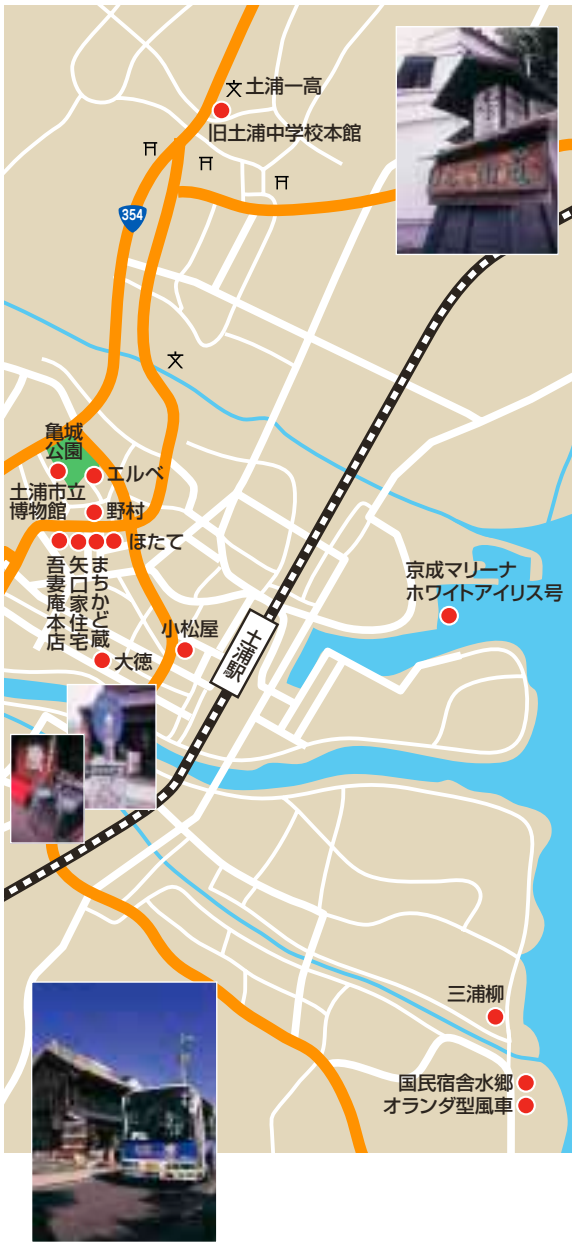 文
土浦一高
旧土浦中学校本館
354
文
亀城
公園
エルベ
土浦市立
博物館
野村
ほたて
まちかど蔵
矢口家住宅
吾妻庵本店
大徳
小松屋
土浦駅
京成マリーナ
ホワイトアイリス号
三浦柳
国民宿舎水郷
オランダ型風車